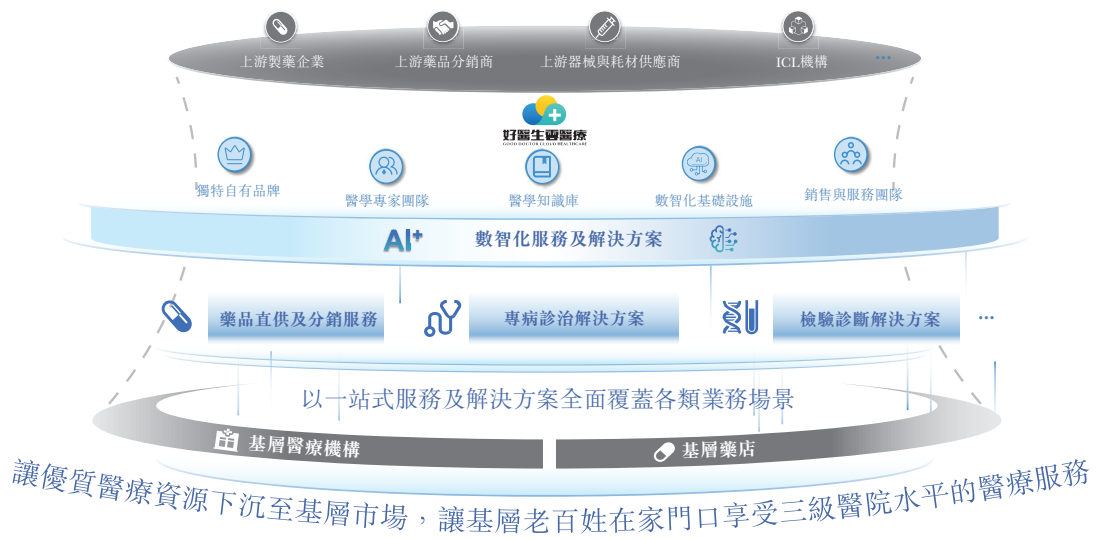 上游製藥企業
上游藥品分銷商
上游器械與耗材供應商
ICL機構
...
好醫生雲醫療
GOOD DOCTOR CLOUD HEALTHCARE
獨特自有品牌
醫學專家團隊
醫學知識庫
AI
數智化基礎設施
銷售與服務團隊
AI+
數智化服務及解決方案
藥品直供及分銷服務
專病診治解決方案
檢驗診斷解決方案
...
以一站式服務及解決方案全面覆蓋各類業務場景
基層醫療機構
基層藥店
讓優質醫療資源下沉至基層市場，讓基層老百姓在家門口享受三級醫院水平的醫療服務